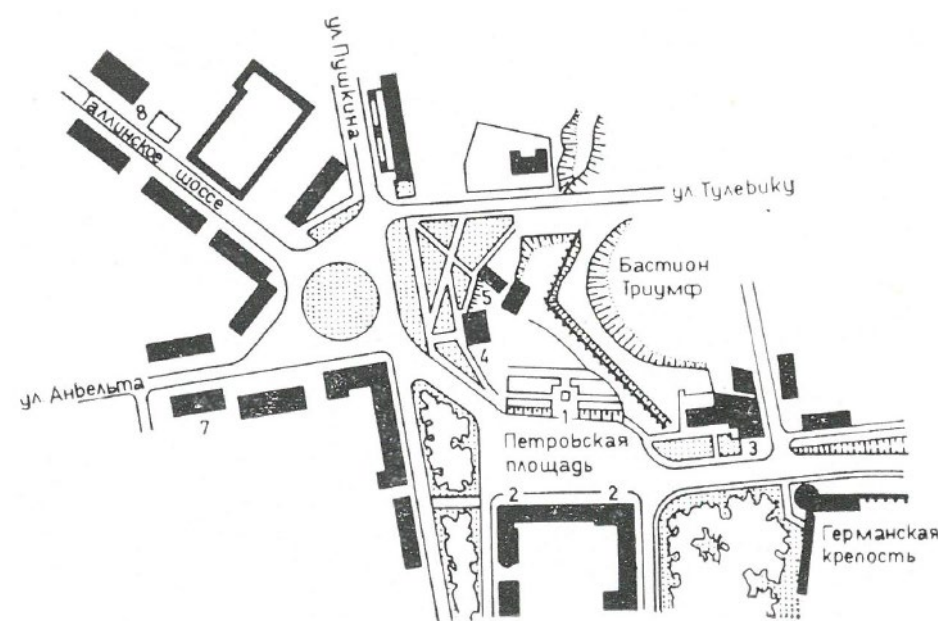 ул. Пушкина
8
аллинское шоссе
ул. Тулевику
Бастион
Триумф
5
4
ул. Анвельта
7
1
Петровская
площадь
3
2
2
Германская
крепость